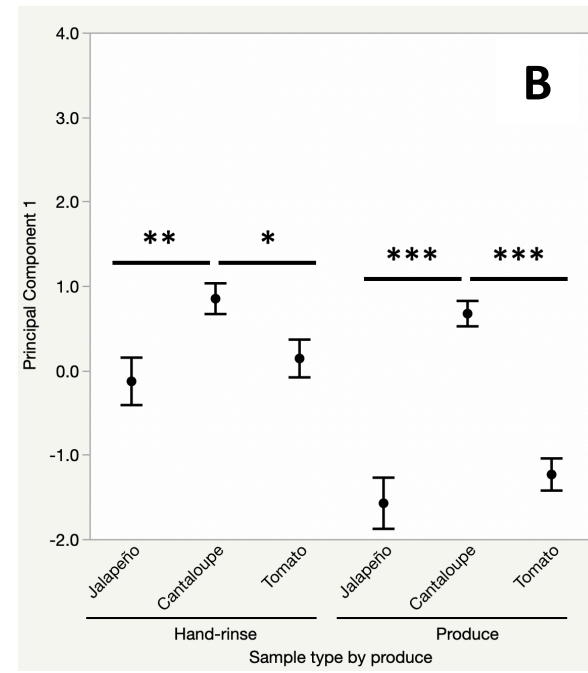 B
4.0
3.0
2.0
1.0
0.0
-1.0
-2.0
Principal Component 1
** *
*** ***
Jalapeño Cantaloupe Tomato Jalapeño Cantaloupe Tomato
Hand-rinse Produce
Sample type by produce